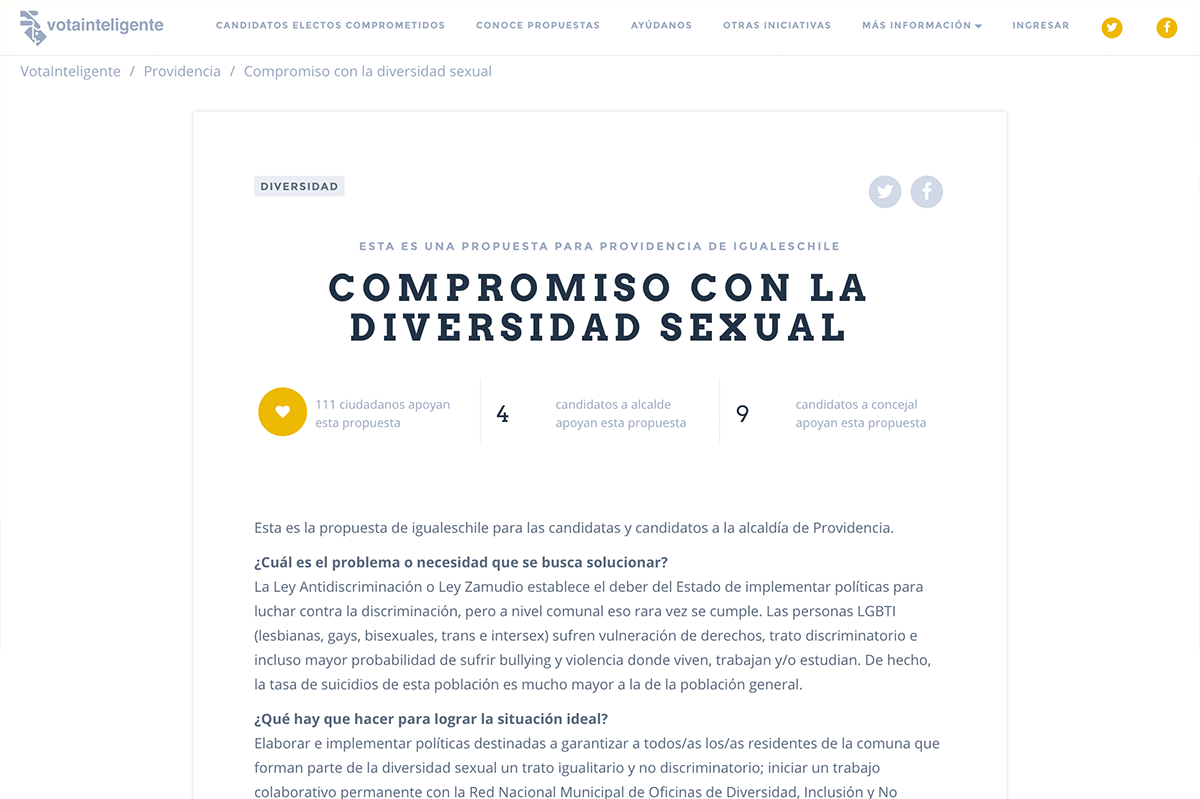 votainteligente
CANDIDATOS ELECTOS COMPROMETIDOS CONOCE PROPUESTAS AYÚDANOS OTRAS INICIATIVAS MÁS INFORMACIÓN INGRESAR
VotaInteligente / Providencia / Compromiso con la diversidad sexual
DIVERSIDAD
ESTA ES UNA PROPUESTA PARA PROVIDENCIA DE IGUALESCHILE
COMPROMISO CON LA
DIVERSIDAD SEXUAL
111 ciudadanos apoyan
esta propuesta
4
candidatos a alcalde
apoyan esta propuesta
9
candidatos a concejal
apoyan esta propuesta
Esta es la propuesta de igualeschile para las candidatas y candidatos a la alcaldía de Providencia.
¿Cuál es el problema o necesidad que se busca solucionar?
La Ley Antidiscriminación o Ley Zamudio establece el deber del Estado de implementar políticas para
luchar contra la discriminación, pero a nivel comunal eso rara vez se cumple. Las personas LGBTI
(lesbianas, gays, bisexuales, trans e intersex) sufren vulneración de derechos, trato discriminatorio e
incluso mayor probabilidad de sufrir bullying y violencia donde viven, trabajan y/o estudian. De hecho,
la tasa de suicidios de esta población es mucho mayor a la de la población general.
¿Qué hay que hacer para lograr la situación ideal?
Elaborar e implementar políticas destinadas a garantizar a todos/as los/as residentes de la comuna que
forman parte de la diversidad sexual un trato igualitario y no discriminatorio; iniciar un trabajo
colaborativo permanente con la Red Nacional Municipal de Oficinas de Diversidad, Inclusión y No